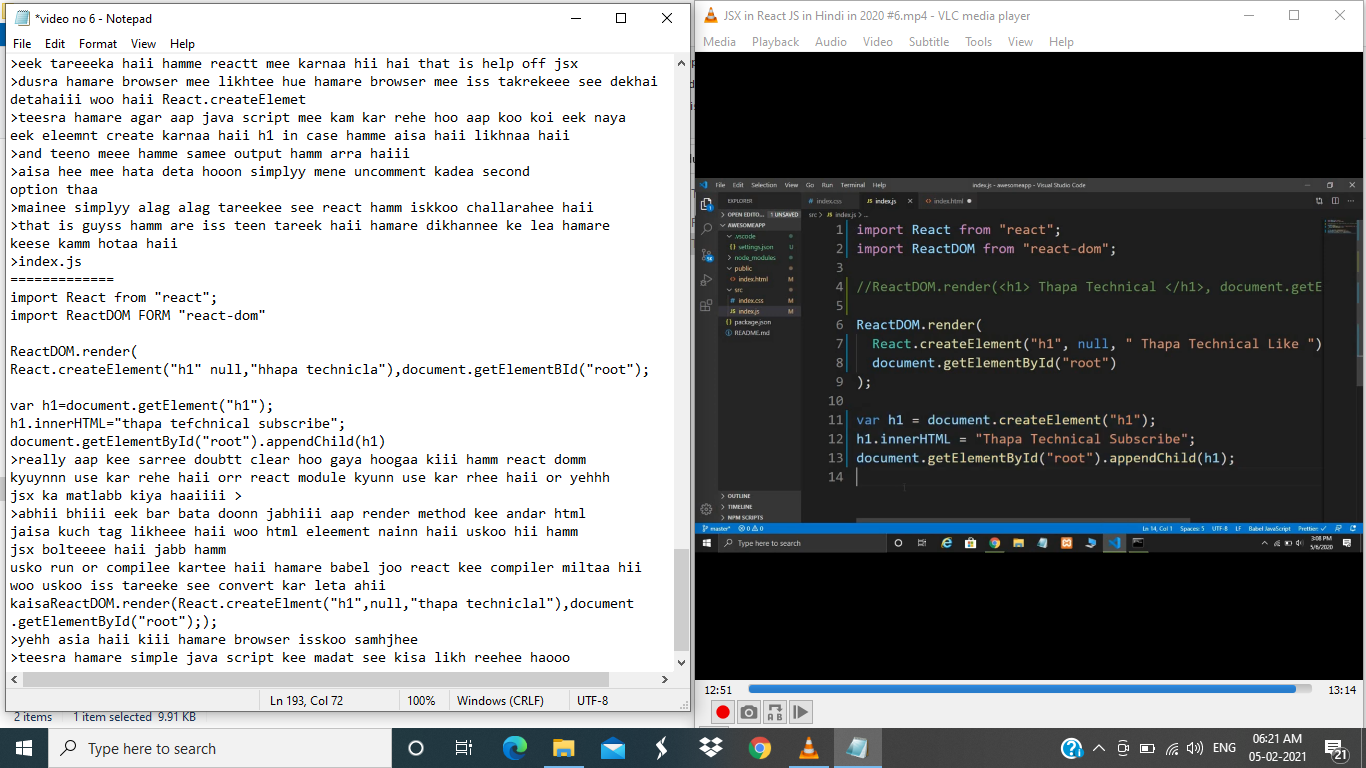 *video no 6 - Notepad
File Edit Format View Help
>eek tareeeka haii hamme reactt mee karnaa hii hai that is help off jsx
>dusra hamare browser mee likhtee hue hamare browser mee iss takrekeee see dekhai
detahaiii woo haii React.createElemet
>teesra hamare agar aap java script mee kam kar rehe hoo aap koo koi eek naya
eek eleemnt create karnaa haii h1 in case hamme aisa haii likhnaa haii
>and teeno meee hamme samee output hamm arra haiii
>aisa hee mee hata deta hooon simplyy mene uncomment kadea second
option thaa
>mainee simplyy alag alag tareekee see react hamm iskkoo challarahee haii
>that is guyss hamm are iss teen tareek haii hamare dikhannee ke lea hamare
keese kamm hotaa haii
>index.js
=============
import React from "react";
import ReactDOM FORM "react-dom"
ReactDOM.render(
React.createElement("h1" null,"hhapa technicla"),document.getElementBId("root");
var h1=document.getElement("h1");
h1.innerHTML="thapa tefchnical subscribe";
document.getElementById("root").appendChild(h1)
>really aap kee sarree doubtt clear hoo gaya hoogaa kiii hamm react domm
kyuynnn use kar rehe haii orr react module kyunn use kar rhee haii or yehhh
jsx ka matlabb kiya haaiiii >
>abhii bhiii eek bar bata doonn jabhiii aap render method kee andar html
jaisa kuch tag likheee haii woo html eleement nainn haii uskoo hii hamm
jsx bolteeee haii jabb hamm
usko run or compilee kartee haii hamare babel joo react kee compiler miltaa hii
woo uskoo iss tareeke see convert kar leta ahii
kaisaReactDOM.render(React.createElment("h1",null,"thapa techniclal"),document
.getElementById("root"););
>yehh asia haii kiii hamare browser isskoo samhjhee
>teesra hamare simple java script kee madat see kisa likh reehee haooo
Ln 193, Col 72 100% Windows (CRLF) UTF-8
2 items 1 item selected 9.91 KB
JSX in React JS in Hindi in 2020 #6.mp4 - VLC media player
Media Playback Audio Video Subtitle Tools View Help
File Edit Selection View Go Run Terminal Help index.js - awesomeapp - Visual Studio Code
EXPLORER
OPEN EDITO... 1 UNSAVED
AWESOMEAPP
.vscode
settings.json U
node_modules
public
index.html M
src
index.css M
index.js M
package.json
README.md
OUTLINE
TIMELINE
NPM SCRIPTS
index.css index.js index.html
src > index.js > ...
1 import React from "react";
2 import ReactDOM from "react-dom";
3
4 //ReactDOM.render(<h1> Thapa Technical </h1>, document.getE
5
6 ReactDOM.render(
7 React.createElement("h1", null, " Thapa Technical Like ")
8 document.getElementById("root")
9 );
10
11 var h1 = document.createElement("h1");
12 h1.innerHTML = "Thapa Technical Subscribe";
13 document.getElementById("root").appendChild(h1);
14
master* 0 0 Ln 14, Col 1 Spaces: 5 UTF-8 LF Babel JavaScript Prettier: ✓
Type here to search 3:08 PM
5/6/2020
12:51 13:14
Type here to search ENG 06:21 AM
05-02-2021 21